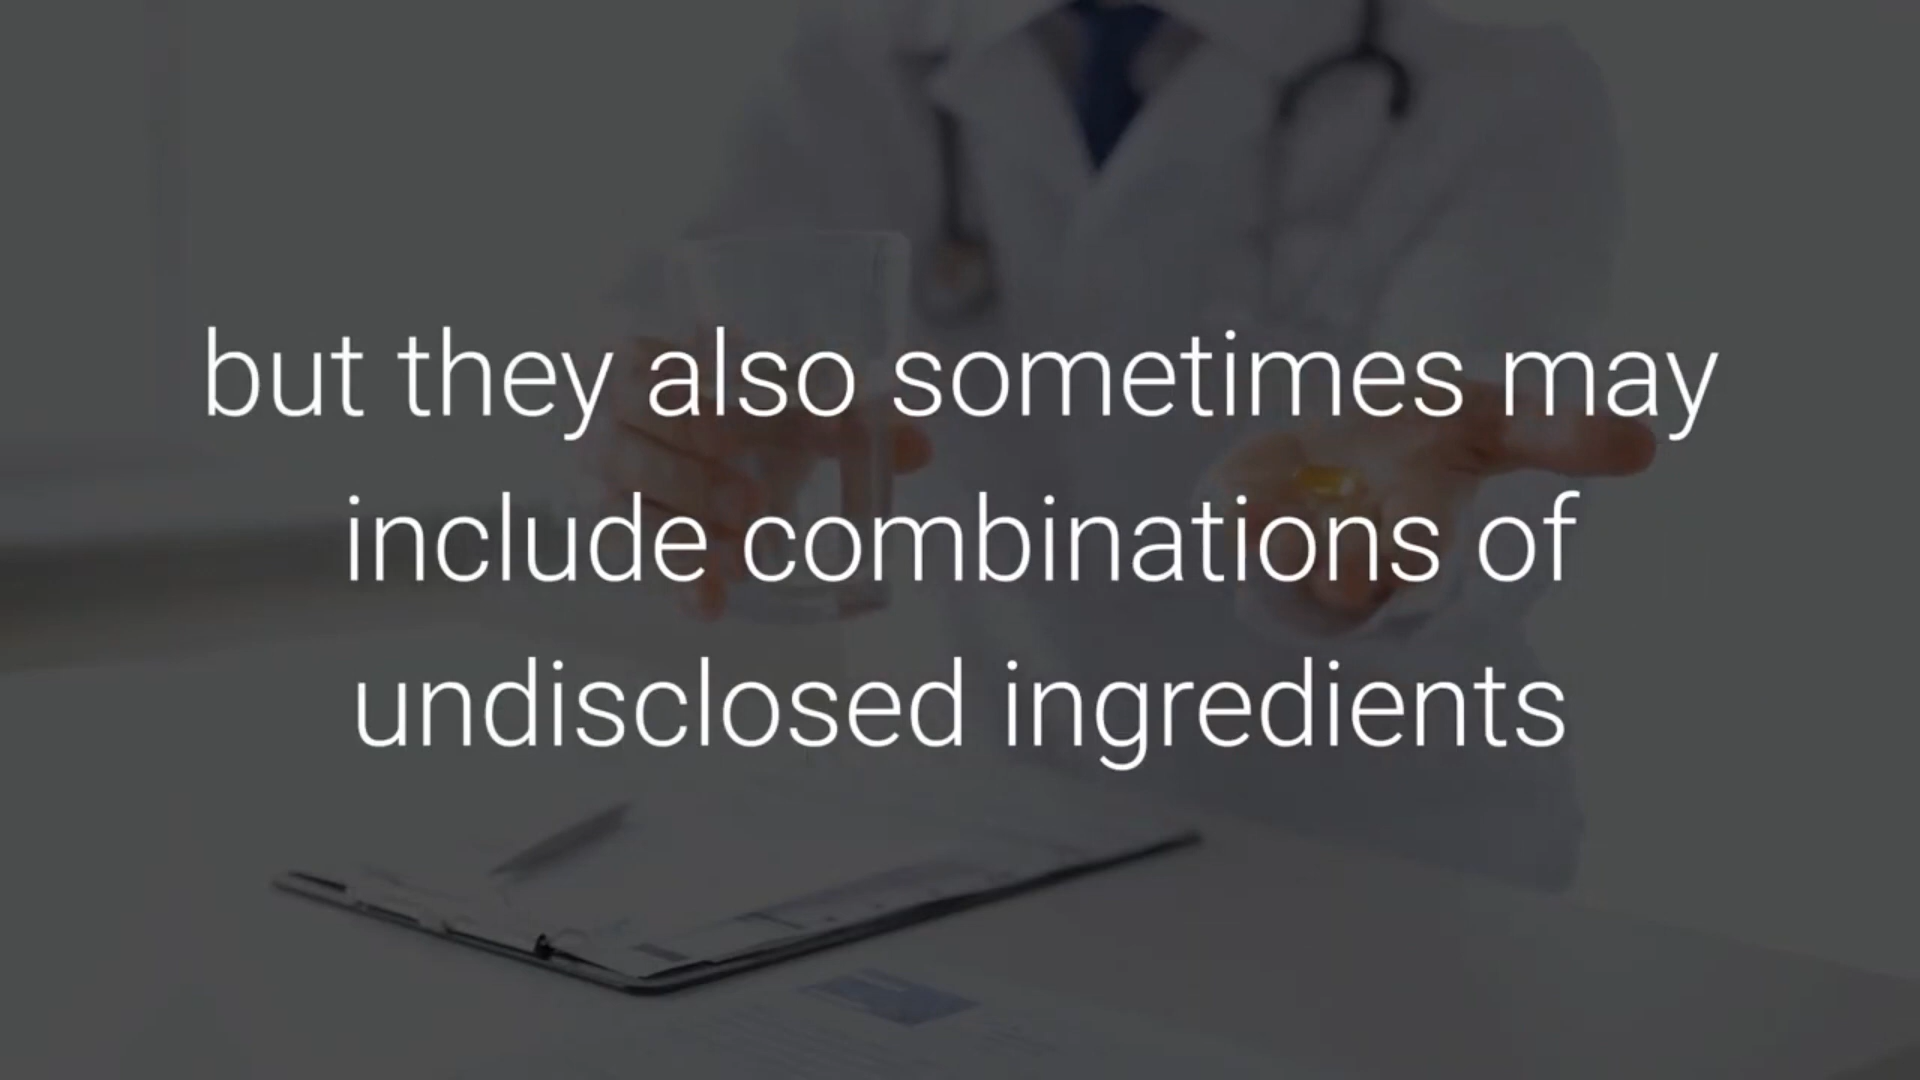 but they also sometimes may
include combinations of
undisclosed ingredients